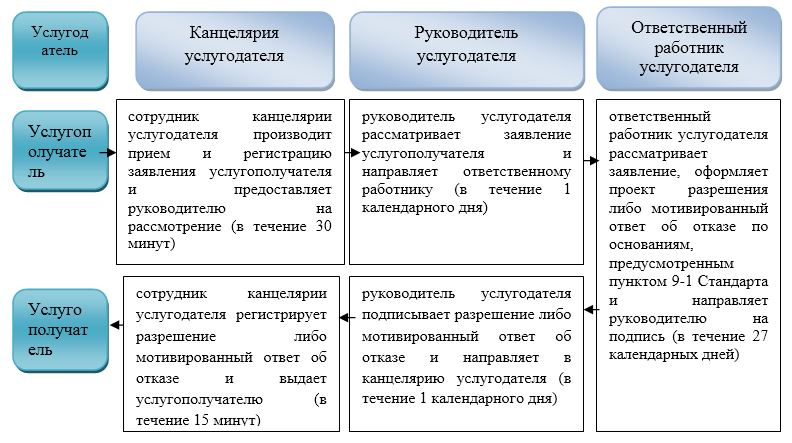 Услугод
атель
Канцелярия
услугодателя
Руководитель
услугодателя
Ответственный
работник
услугодателя
Услугоп
олучате
ль
сотрудник канцелярии
услугодателя производит
прием и регистрацию
заявления услугополучателя
и предоставляет
руководителю на
рассмотрение (в течение 30
минут)
руководитель услугодателя
рассматривает заявление
услугополучателя и
направляет ответственному
работнику (в течение 1
календарного дня)
ответственный
работник услугодателя
рассматривает
заявление, оформляет
проект разрешения
либо мотивированный
ответ об отказе по
основаниям,
предусмотренным
пунктом 9-1 Стандарта
и направляет
руководителю на
подпись (в течение 27
календарных дней)
Услуго
получат
ель
сотрудник канцелярии
услугодателя регистрирует
разрешение либо
мотивированный ответ об
отказе и выдает
услугополучателю (в
течение 15 минут)
руководитель услугодателя
подписывает разрешение либо
мотивированный ответ об
отказе и направляет в
канцелярию услугодателя (в
течение 1 календарного дня)